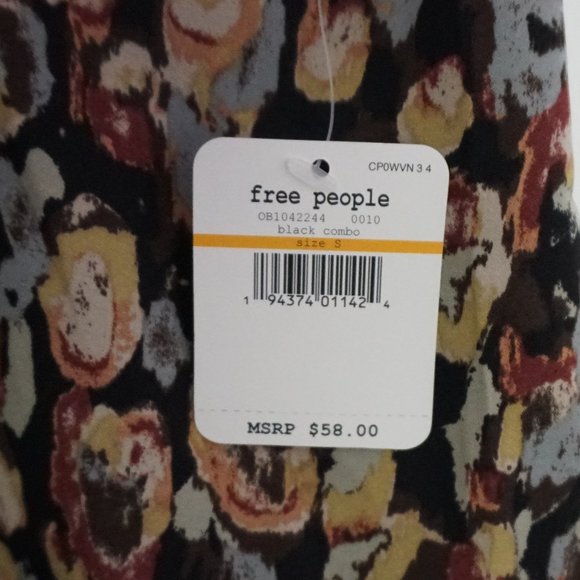 CP0WVN 3 4
free people
OB1042244 0010
black combo
size S
1 94374 01142 4
MSRP $58.00